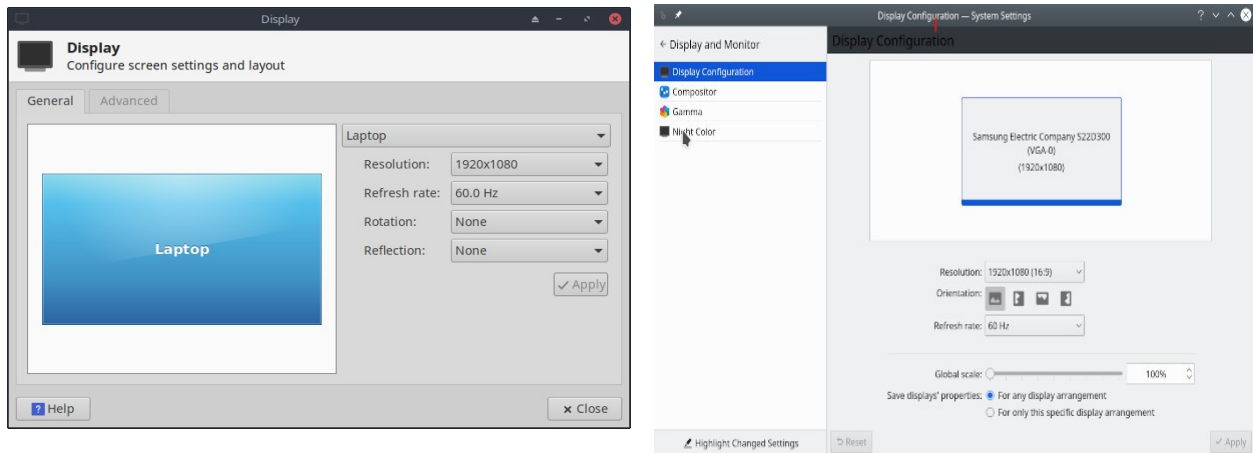 Display
Display
Configure screen settings and layout
General
Advanced
Laptop
Laptop
Resolution:
1920x1080
Refresh rate:
60.0 Hz
Rotation:
None
Reflection:
None
Apply
Help
Close
Display Configuration — System Settings
Display and Monitor
Display Configuration
Compositor
Gamma
Night Color
Highlight Changed Settings
Display Configuration
Samsung Electric Company S22D300
(VGA-0)
(1920x1080)
Resolution: 1920x1080 (16:9)
Orientation:
Refresh rate: 60 Hz
Global scale: 100%
Save displays' properties: For any display arrangement
For only this specific display arrangement
Reset
Apply